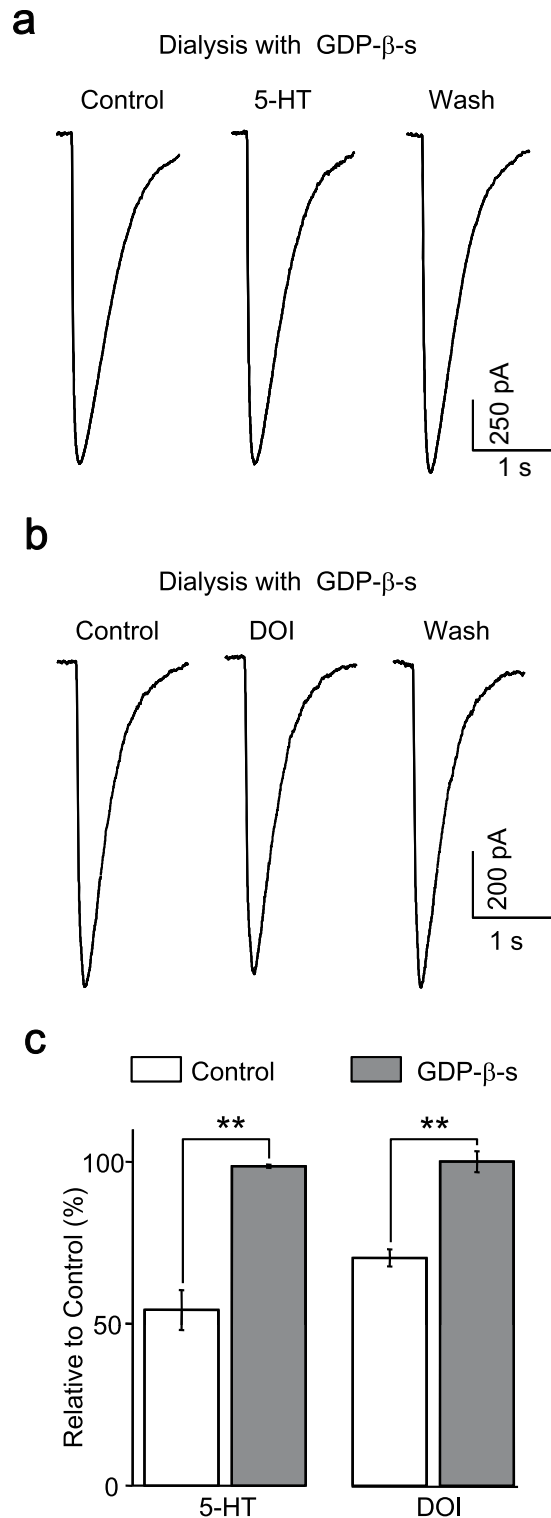 a
Dialysis with GDP-β-s
Control 5-HT Wash
250 pA
1 s
b
Dialysis with GDP-β-s
Control DOI Wash
200 pA
1 s
c
Control GDP-β-s
** **
Relative to Control (%)
100
50
0
5-HT DOI